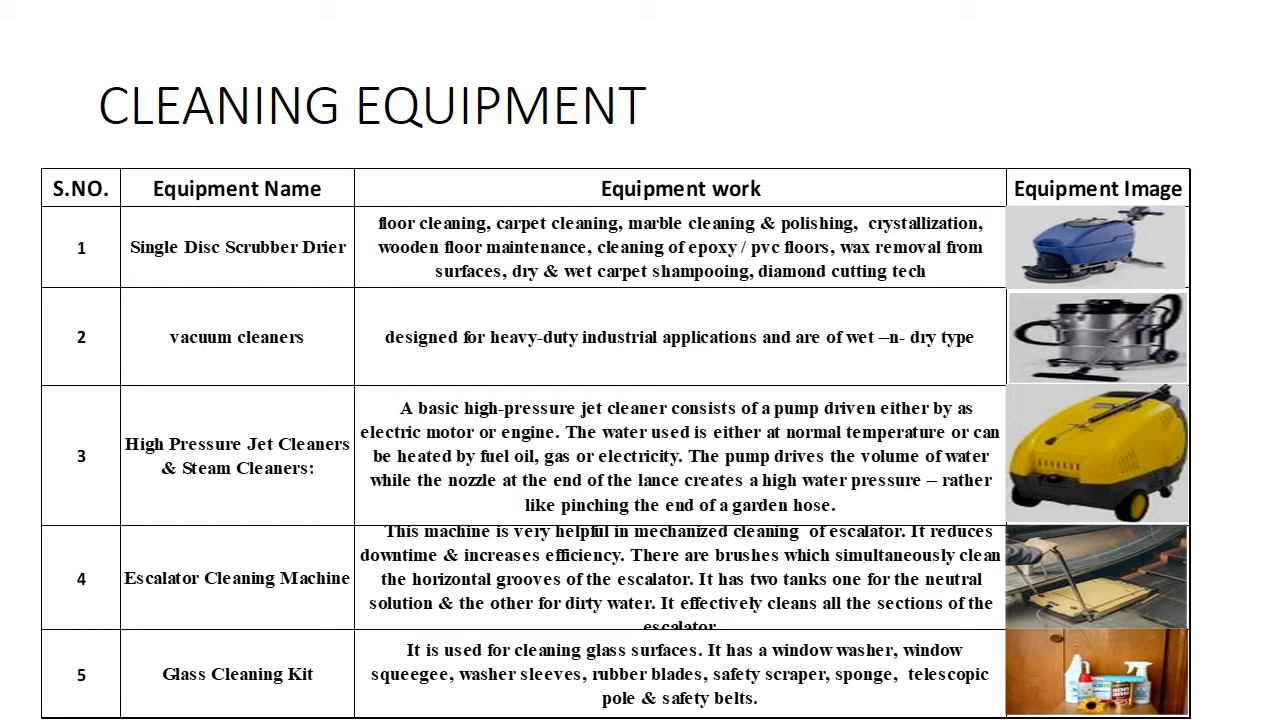 CLEANING EQUIPMENT
S.NO. Equipment Name Equipment work Equipment Image
1 Single Disc Scrubber Drier
floor cleaning, carpet cleaning, marble cleaning & polishing, crystallization,
wooden floor maintenance, cleaning of epoxy / pvc floors, wax removal from
surfaces, dry & wet carpet shampooing, diamond cutting tech
2 vacuum cleaners designed for heavy-duty industrial applications and are of wet –n- dry type
3
High Pressure Jet Cleaners
& Steam Cleaners:
A basic high-pressure jet cleaner consists of a pump driven either by as
electric motor or engine. The water used is either at normal temperature or can
be heated by fuel oil, gas or electricity. The pump drives the volume of water
while the nozzle at the end of the lance creates a high water pressure – rather
like pinching the end of a garden hose.
4 Escalator Cleaning Machine
This machine is very helpful in mechanized cleaning of escalator. It reduces
downtime & increases efficiency. There are brushes which simultaneously clean
the horizontal grooves of the escalator. It has two tanks one for the neutral
solution & the other for dirty water. It effectively cleans all the sections of the
escalator
5 Glass Cleaning Kit
It is used for cleaning glass surfaces. It has a window washer, window
squeegee, washer sleeves, rubber blades, safety scraper, sponge, telescopic
pole & safety belts.